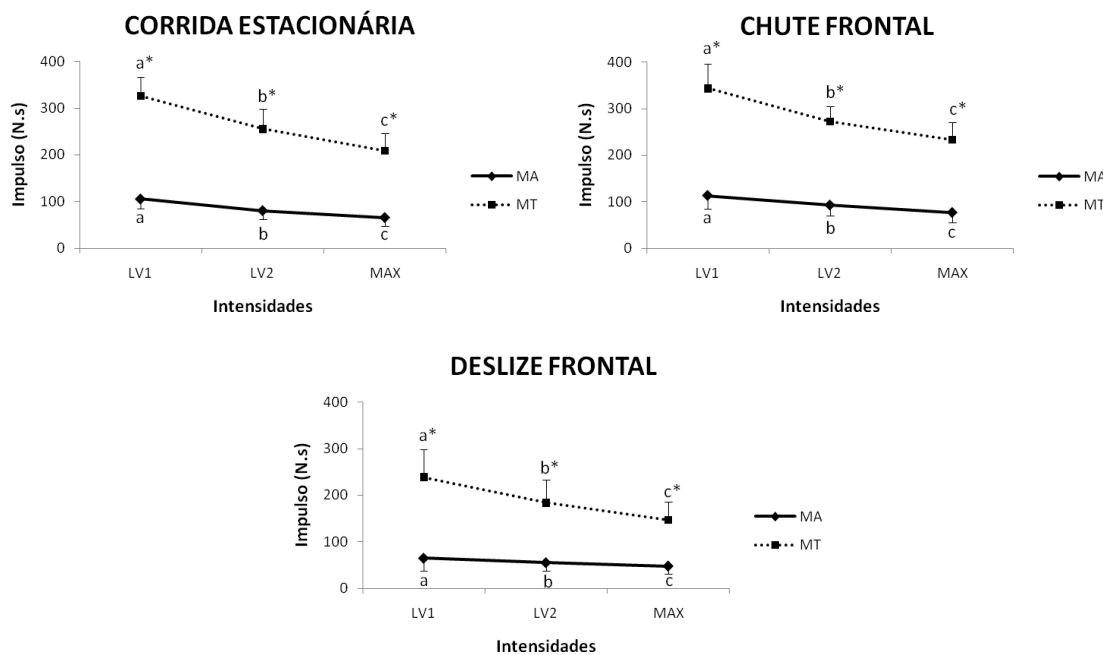 CORRIDA ESTACIONÁRIA
Impulso (N.s)
400
300
200
100
0
a*
b*
c*
a
b
c
LV1 LV2 MAX
Intensidades
MA
MT
CHUTE FRONTAL
Impulso (N.s)
400
300
200
100
0
a*
b*
c*
a
b
c
LV1 LV2 MAX
Intensidades
MA
MT
DESLIZE FRONTAL
Impulso (N.s)
400
300
200
100
0
a*
b*
c*
a
b
c
LV1 LV2 MAX
Intensidades
MA
MT